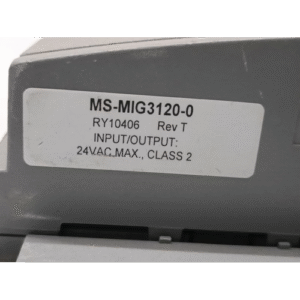 MS-MIG3120-0
RY10406 Rev T
INPUT/OUTPUT:
24VAC MAX., CLASS 2